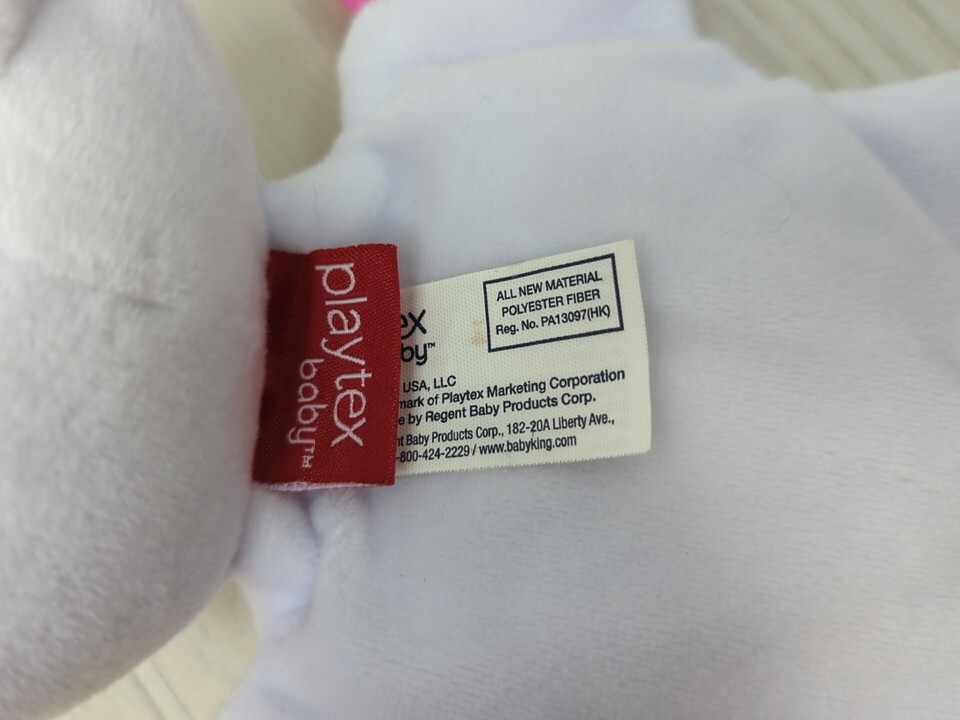 playtex
baby™
ex
by™
ALL NEW MATERIAL
POLYESTER FIBER
Reg. No. PA13097(HK)
USA, LLC
mark of Playtex Marketing Corporation
e by Regent Baby Products Corp.
nt Baby Products Corp., 182-20A Liberty Ave.,
-800-424-2229 / www.babyking.com